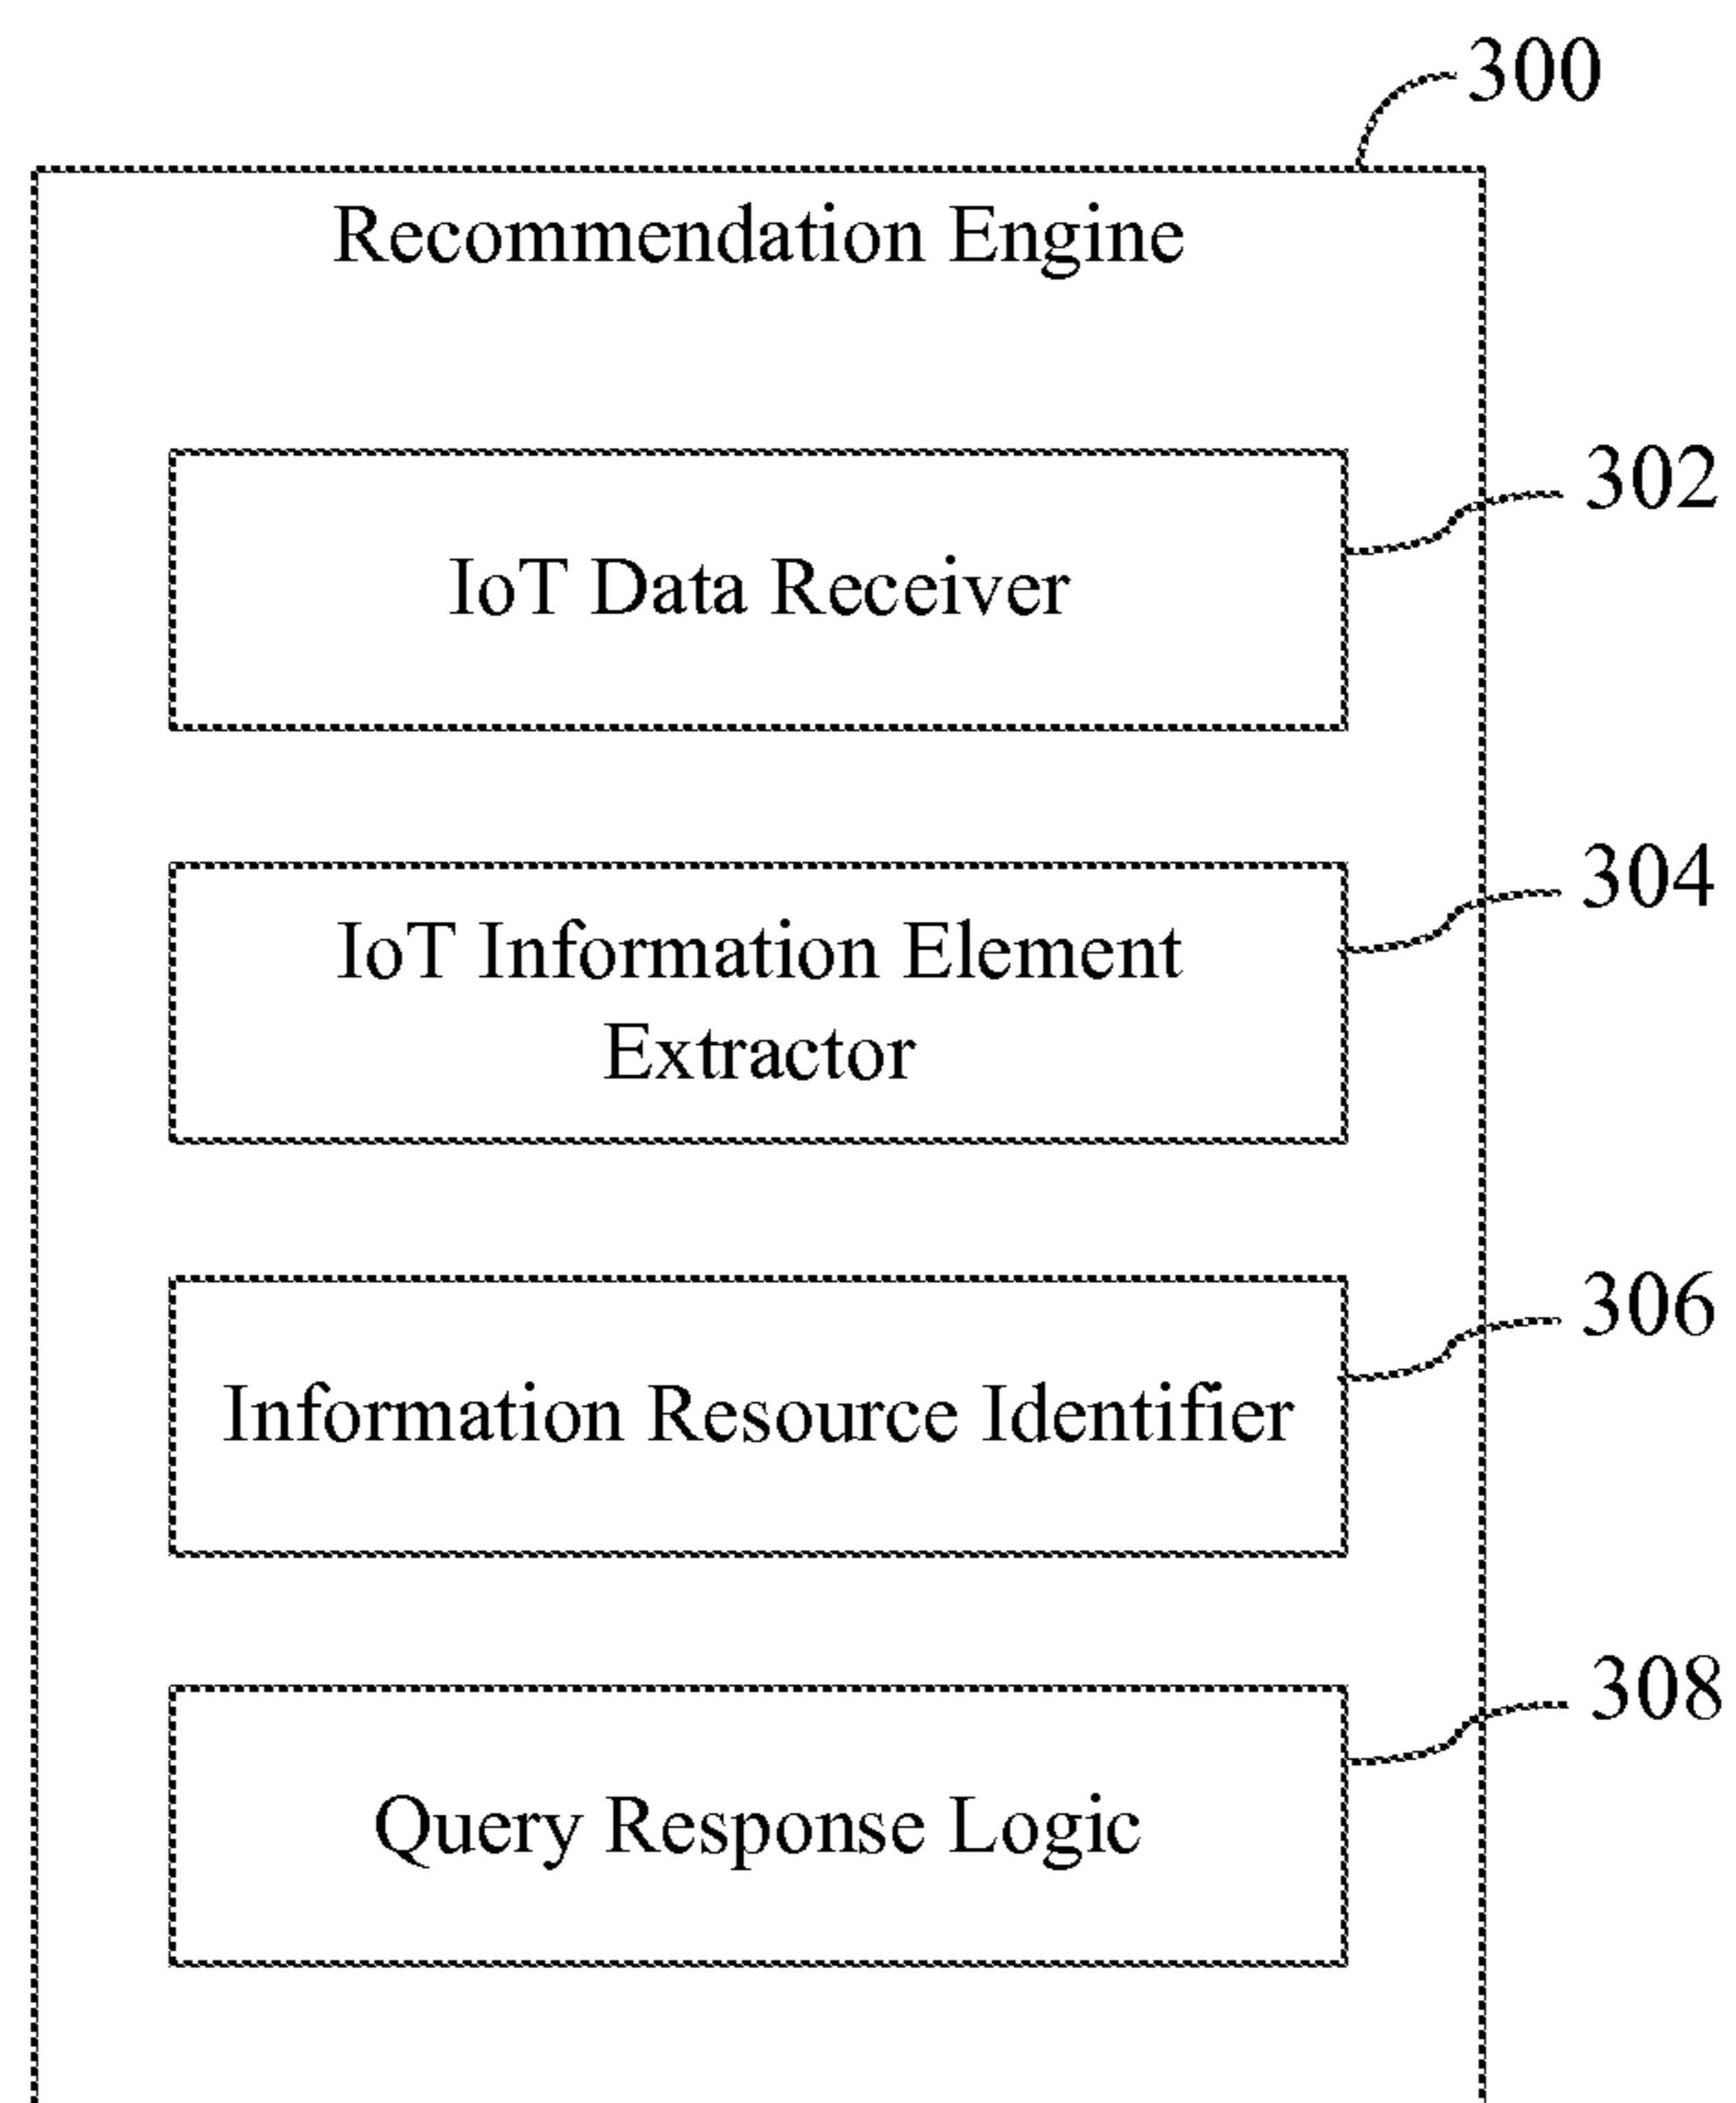 300
Recommendation Engine
302
IoT Data Receiver
304
IoT Information Element
Extractor
306
Information Resource Identifier
308
Query Response Logic